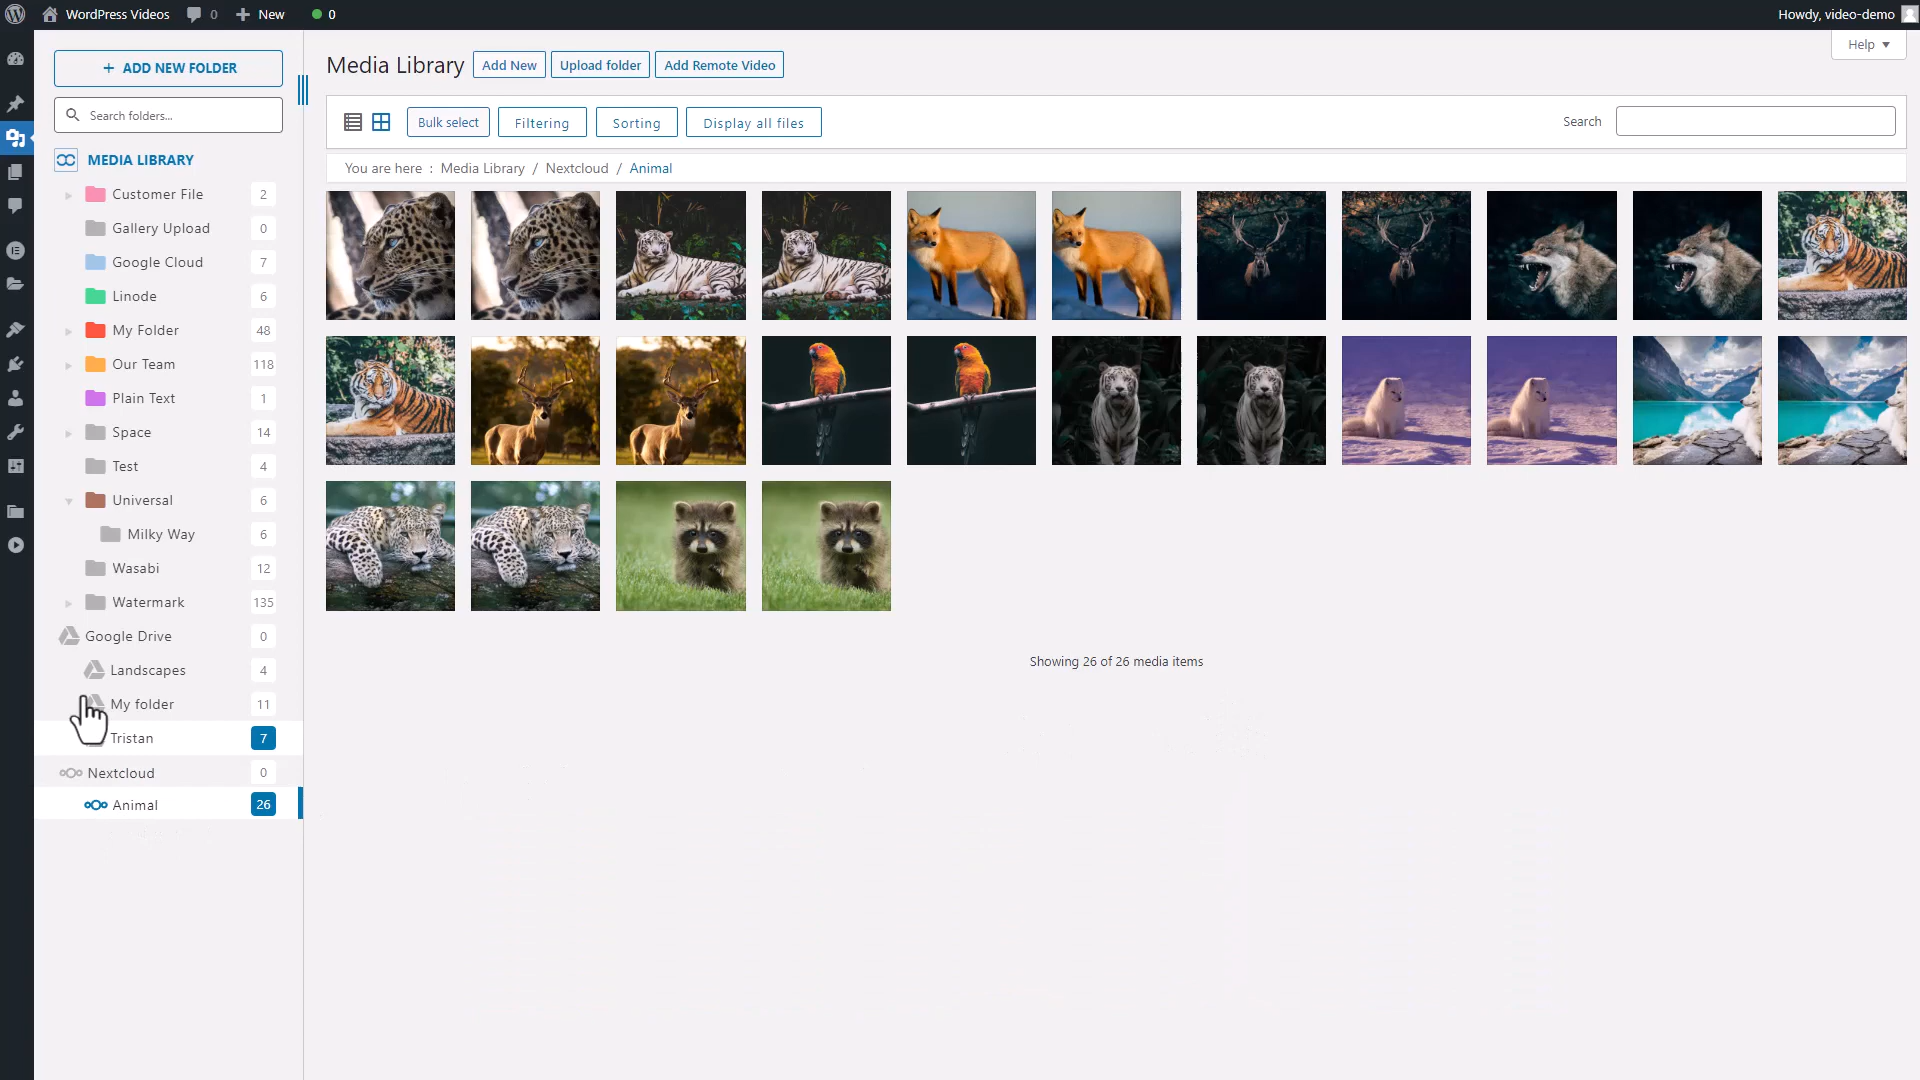 WordPress Videos 0 + New 0 Howdy, video-demo
+ ADD NEW FOLDER
Search folders...
MEDIA LIBRARY
Customer File 2
Gallery Upload 0
Google Cloud 7
Linode 6
My Folder 48
Our Team 118
Plain Text 1
Space 14
Test 4
Universal 6
Milky Way 6
Wasabi 12
Watermark 135
Google Drive 0
Landscapes 4
My folder 11
Tristan 7
Nextcloud 0
Animal 26
Help
Media Library Add New Upload folder Add Remote Video
Bulk select Filtering Sorting Display all files Search
You are here : Media Library / Nextcloud / Animal
Showing 26 of 26 media items